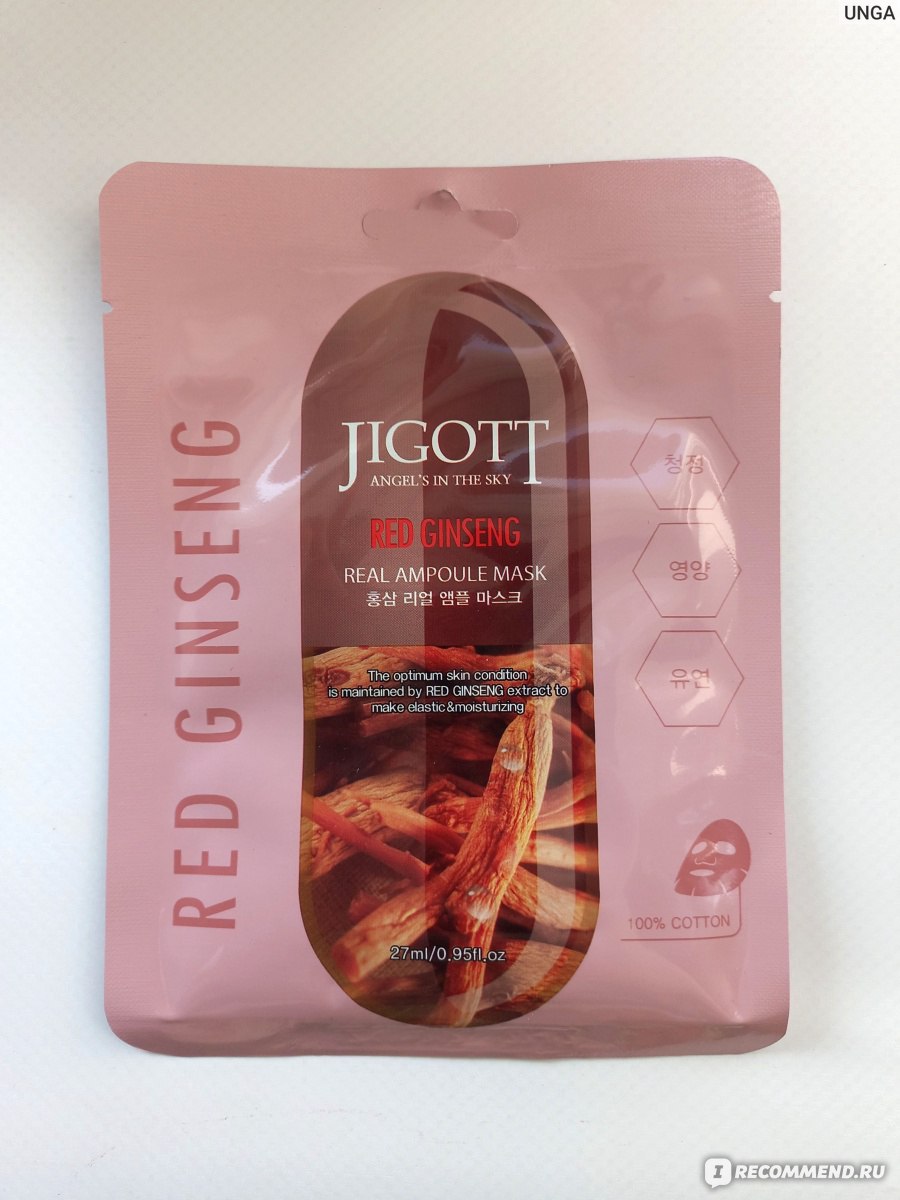 UNGA
RED GINSENG
JIGOTT
ANGEL'S IN THE SKY
RED GINSENG
REAL AMPOULE MASK
홍삼 리얼 앰플 마스크
The optimum skin condition
is maintained by RED GINSENG extract to
make elastic&moisturizing
27ml/0.95fl.oz
청정
영양
유연
100% COTTON
IRECOMMEND.RU